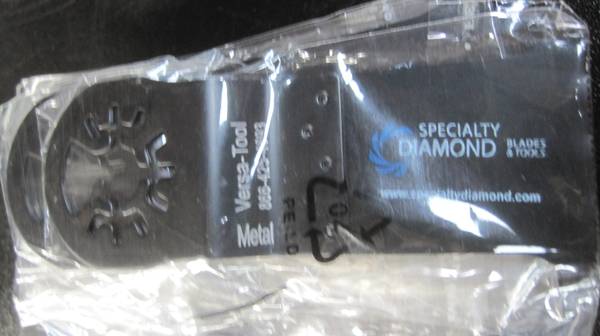 SPECIALTY
DIAMOND
BLADES
& TOOLS
www.specialtydiamond.com
Metal
Versa-Tool